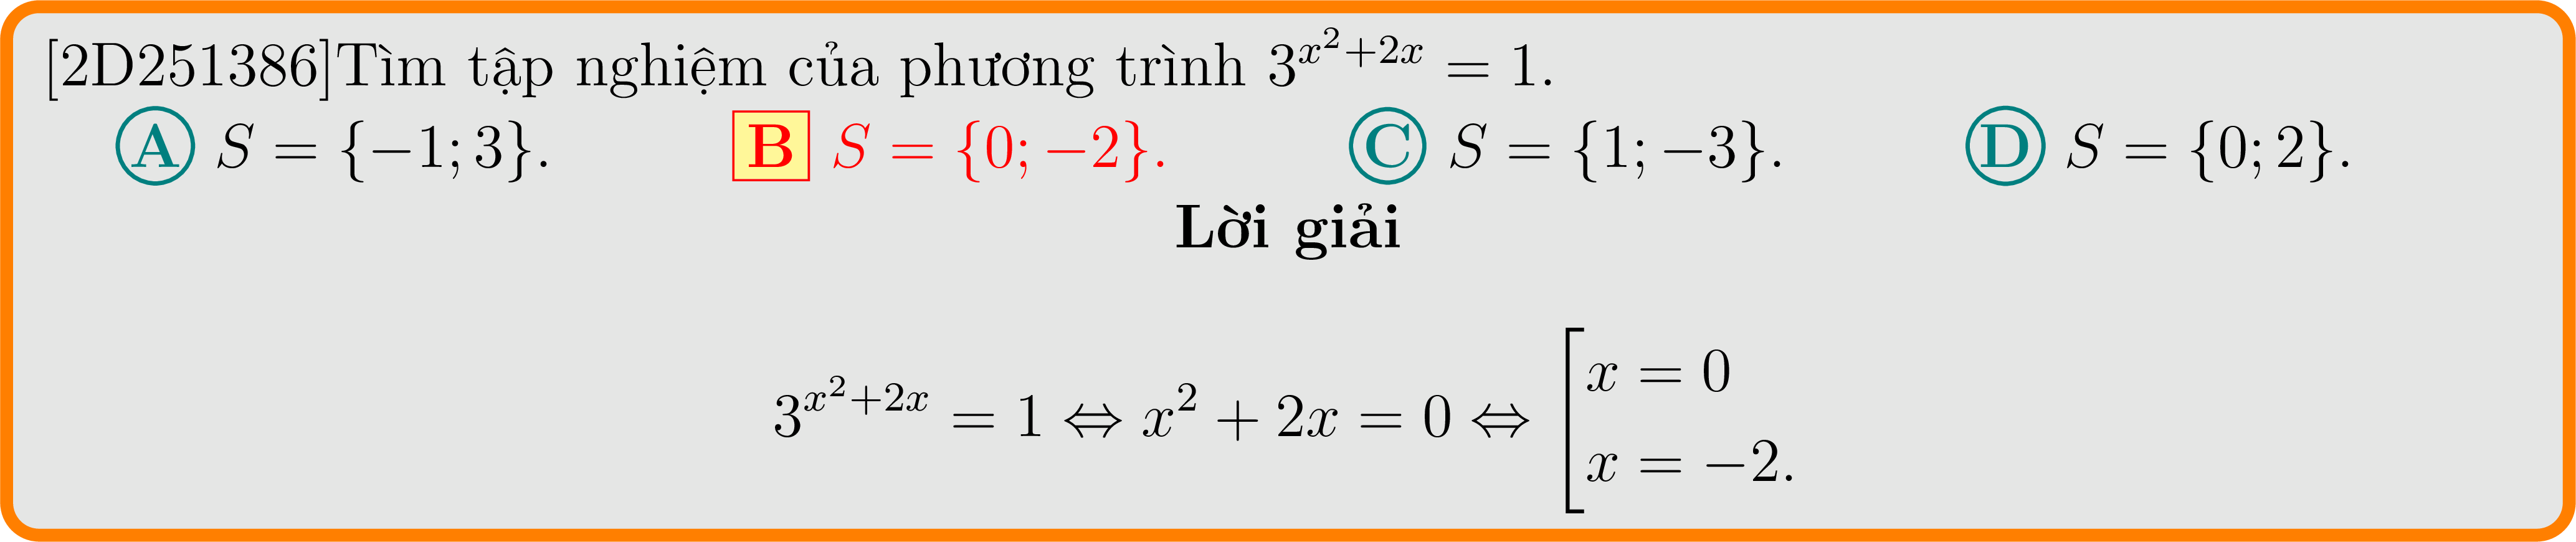 [2D251386]Tìm tập nghiệm của phương trình $3^{x^2+2x} = 1$.
A $S = \{-1; 3\}$. B $S = \{0; -2\}$. C $S = \{1; -3\}$. D $S = \{0; 2\}$.
Lời giải
$3^{x^2+2x} = 1 \Leftrightarrow x^2 + 2x = 0 \Leftrightarrow \left[\begin{array}{l} x = 0 \\ x = -2. \end{array}\right.$